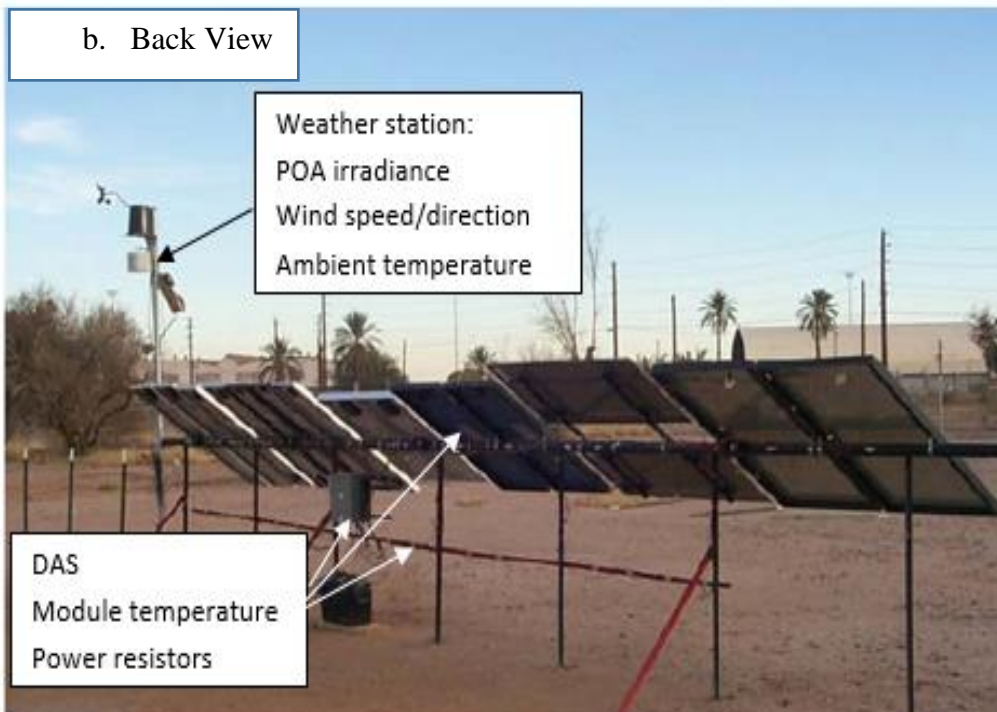 b. Back View
Weather station:
POA irradiance
Wind speed/direction
Ambient temperature
DAS
Module temperature
Power resistors